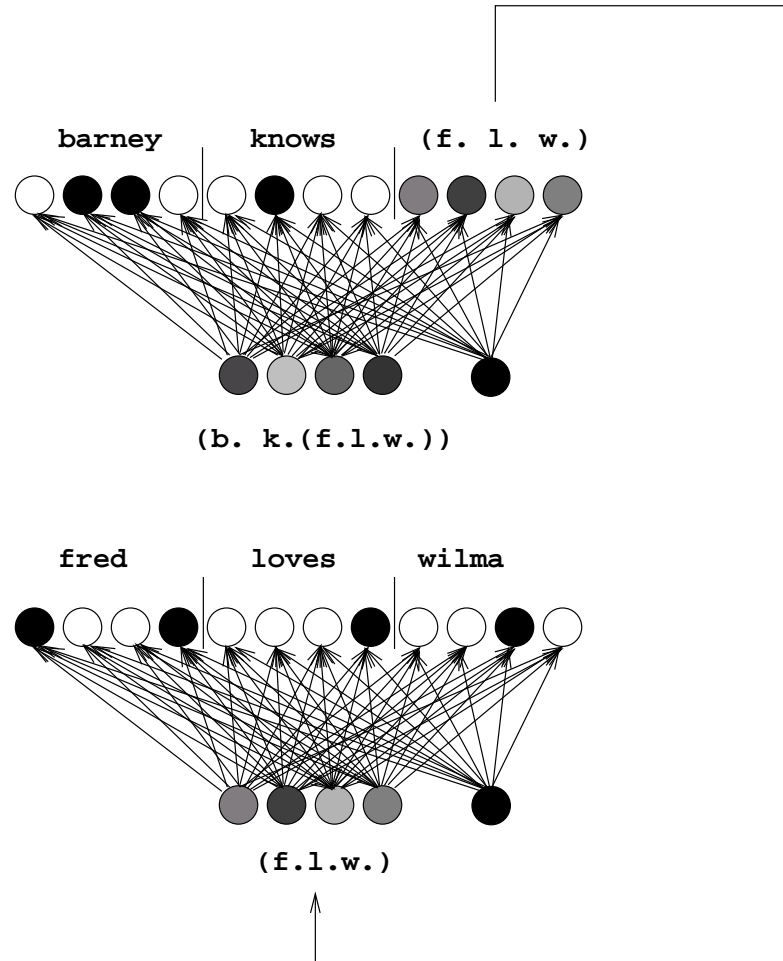 barney knows (f. l. w.)
(b. k.(f.l.w.))
fred loves wilma
(f.l.w.)